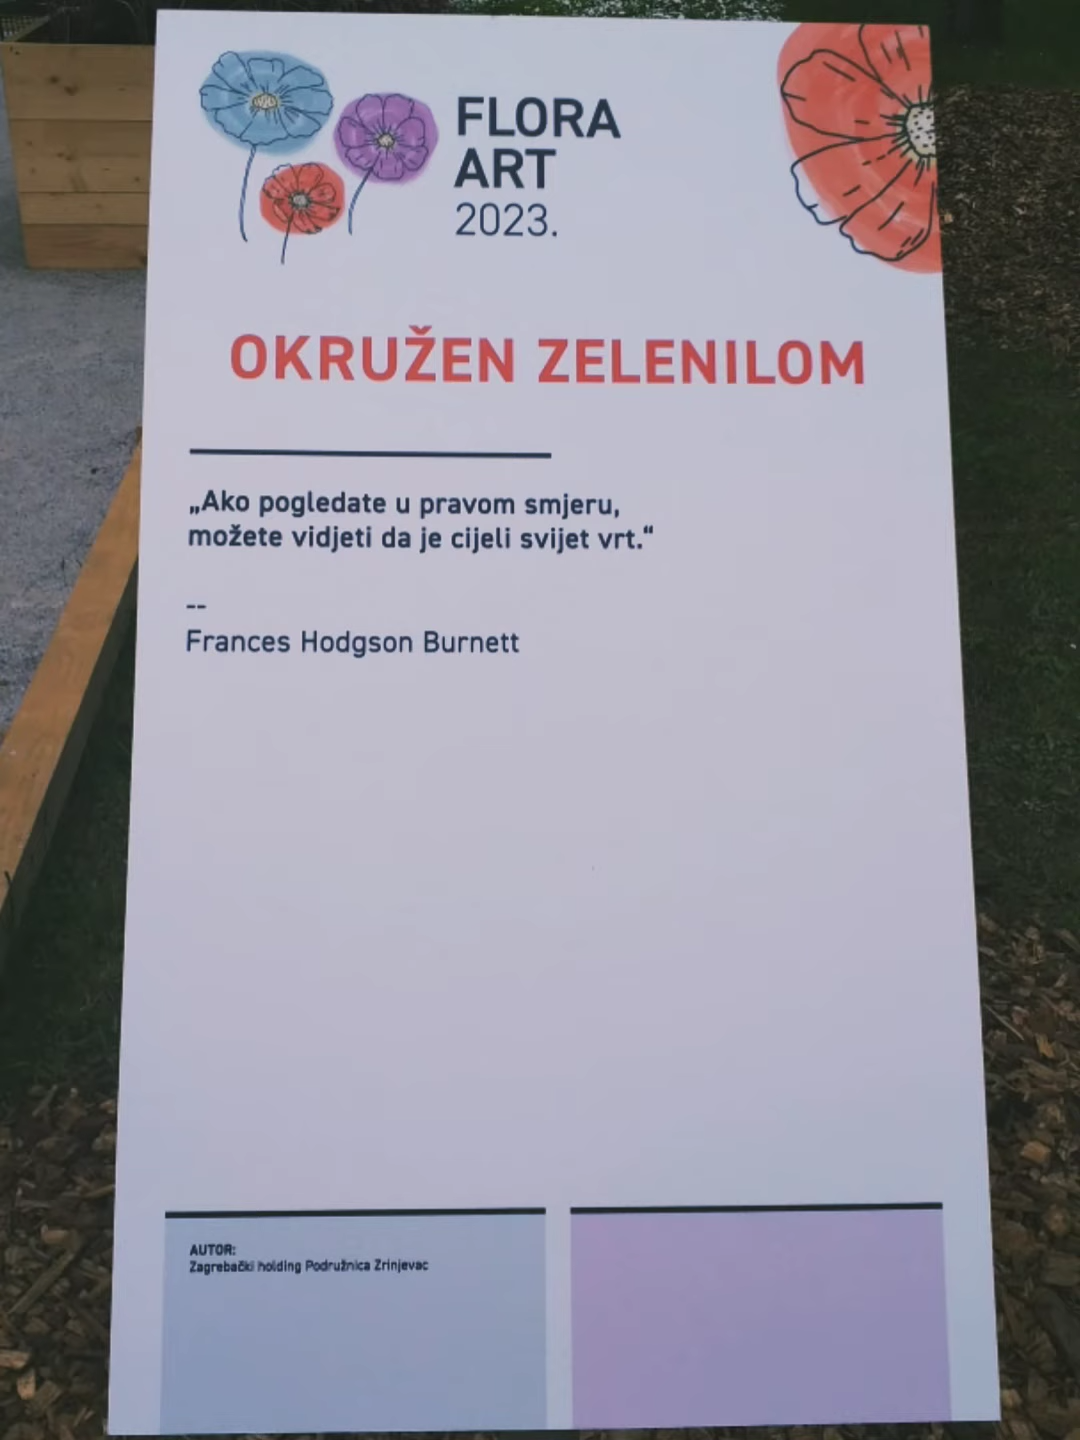 FLORA
ART
2023.
OKRUŽEN ZELENILOM
„Ako pogledate u pravom smjeru,
možete vidjeti da je cijeli svijet vrt.“
--
Frances Hodgson Burnett
AUTOR:
Zagrebački holding Podružnica Zrinjevac